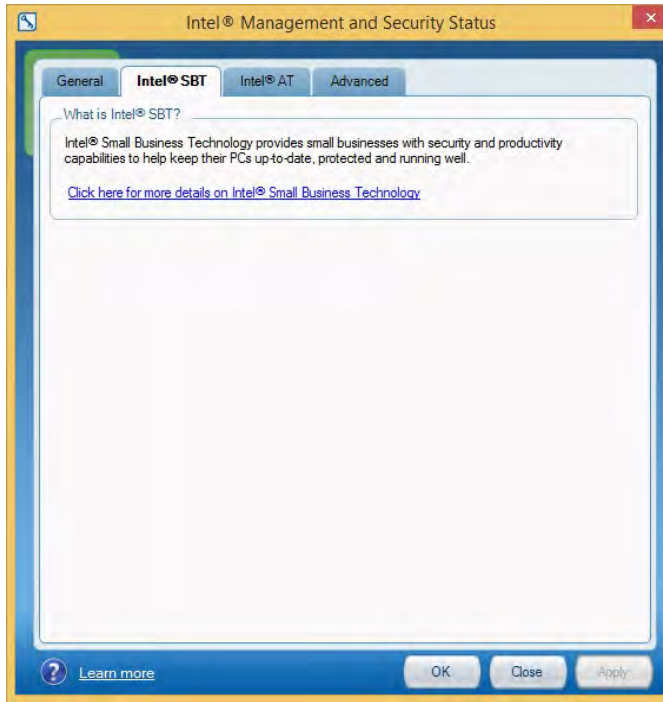 Intel® Management and Security Status
General Intel® SBT Intel® AT Advanced
What is Intel® SBT?
Intel® Small Business Technology provides small businesses with security and productivity
capabilities to help keep their PCs up-to-date, protected and running well.
Click here for more details on Intel® Small Business Technology
Learn more OK Close Apply